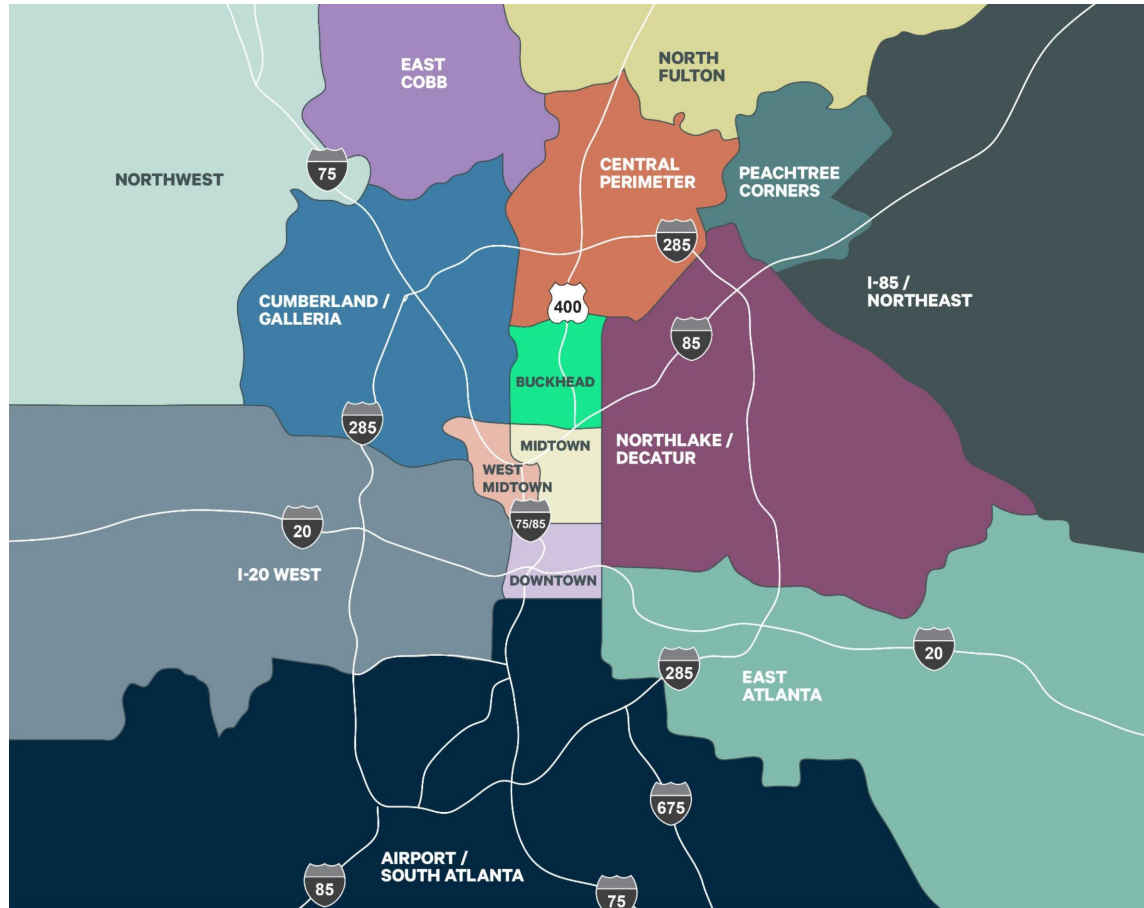 EAST
COBB
NORTH
FULTON
NORTHWEST
75
CENTRAL
PERIMETER
PEACHTREE
CORNERS
285
CUMBERLAND /
GALLERIA
I-85 /
NORTHEAST
400
85
BUCKHEAD
285
MIDTOWN
NORTHLAKE /
DECATUR
WEST
MIDTOWN
20
75/85
I-20 WEST
DOWNTOWN
20
285
EAST
ATLANTA
675
AIRPORT /
SOUTH ATLANTA
85
75